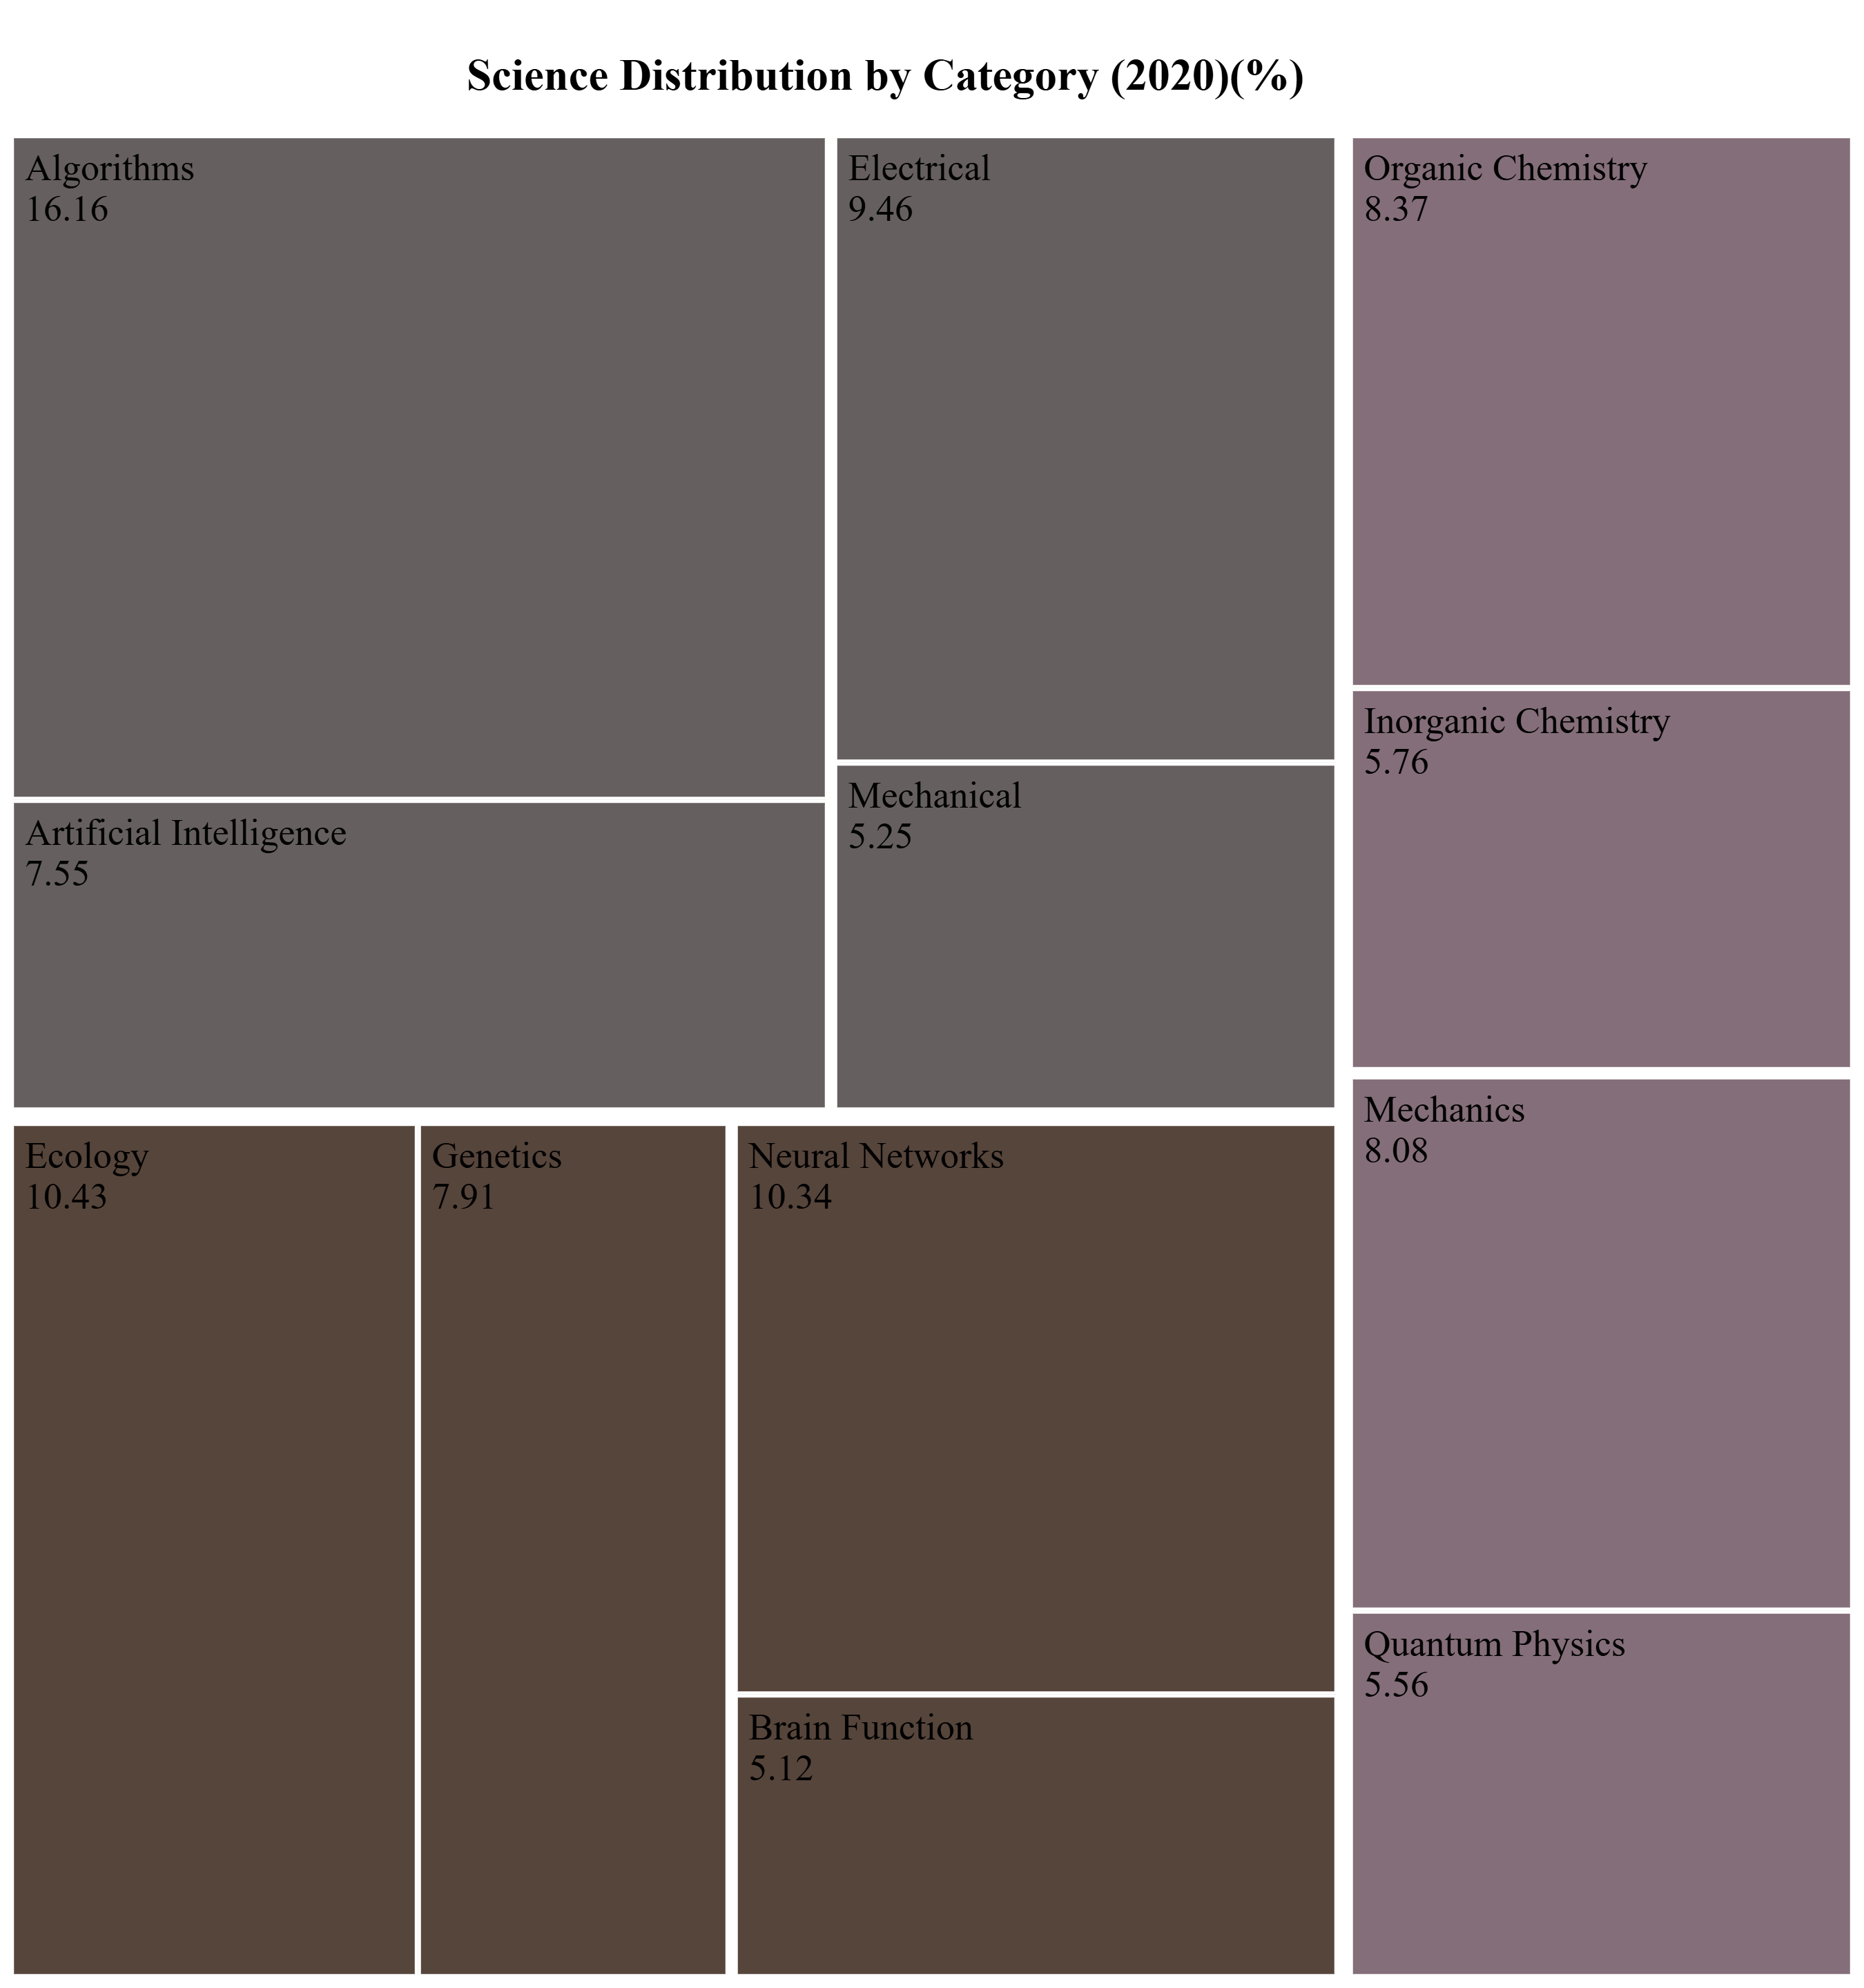 Science Distribution by Category (2020)(%)
Algorithms
16.16
Electrical
9.46
Organic Chemistry
8.37
Inorganic Chemistry
5.76
Mechanical
5.25
Artificial Intelligence
7.55
Mechanics
8.08
Ecology
10.43
Genetics
7.91
Neural Networks
10.34
Quantum Physics
5.56
Brain Function
5.12